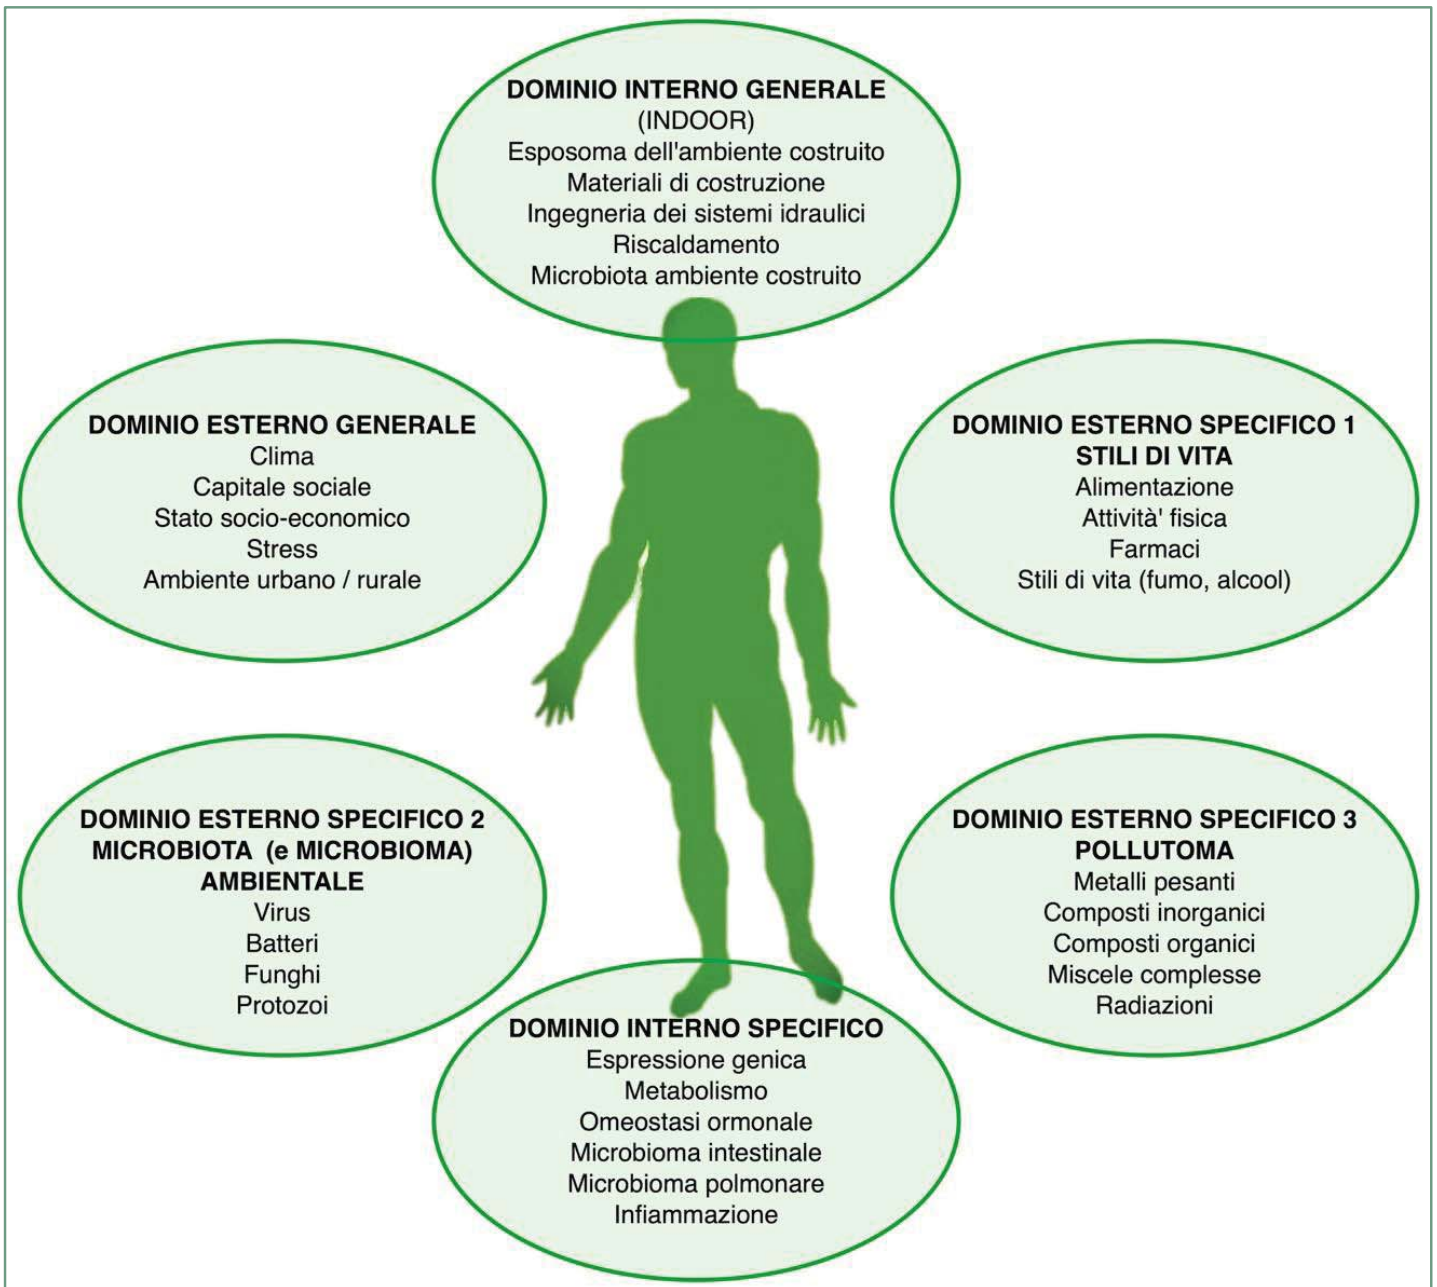 DOMINIO INTERNO GENERALE
(INDOOR)
Esposoma dell'ambiente costruito
Materiali di costruzione
Ingegneria dei sistemi idraulici
Riscaldamento
Microbiota ambiente costruito
DOMINIO ESTERNO GENERALE
Clima
Capitale sociale
Stato socio-economico
Stress
Ambiente urbano / rurale
DOMINIO ESTERNO SPECIFICO 1
STILI DI VITA
Alimentazione
Attività' fisica
Farmaci
Stili di vita (fumo, alcool)
DOMINIO ESTERNO SPECIFICO 2
MICROBIOTA (e MICROBIOMA)
AMBIENTALE
Virus
Batteri
Funghi
Protozoi
DOMINIO ESTERNO SPECIFICO 3
POLLUTOMA
Metalli pesanti
Composti inorganici
Composti organici
Miscele complesse
Radiazioni
DOMINIO INTERNO SPECIFICO
Espressione genica
Metabolismo
Omeostasi ormonale
Microbioma intestinale
Microbioma polmonare
Infiammazione